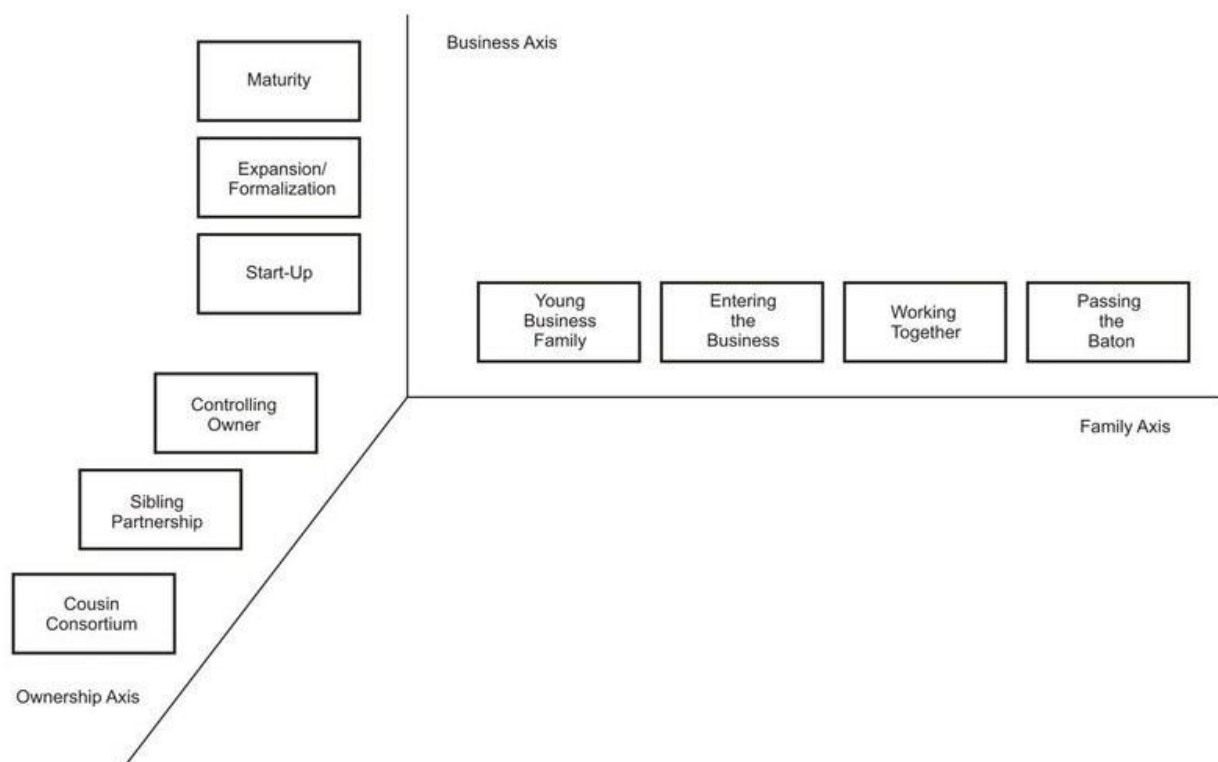 Business Axis
Maturity
Expansion/
Formalization
Start-Up
Young
Business
Family
Entering
the
Business
Working
Together
Passing
the
Baton
Family Axis
Controlling
Owner
Sibling
Partnership
Cousin
Consortium
Ownership Axis